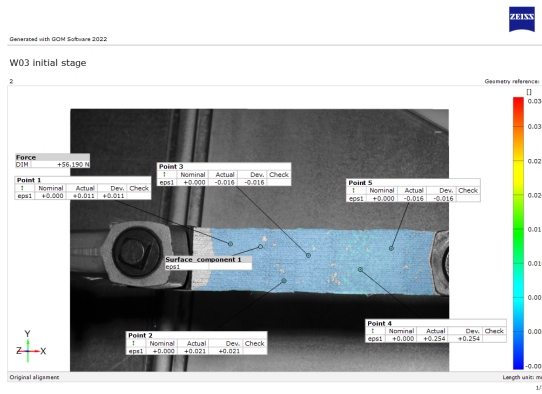 ZEISS
Generated with GOM Software 2022
W03 initial stage
2
Geometry reference:
[]
0.03
0.03
0.02
0.02
0.01
0.01
0.00
0.00
-0.00
Force
DIM +56.190 N
Point 1
Nominal Actual Dev. Check
eps1 +0.000 +0.011 +0.011
Point 3
Nominal Actual Dev. Check
eps1 +0.000 -0.016 -0.016
Point 5
Nominal Actual Dev. Check
eps1 +0.000 -0.016 -0.016
Surface component 1
eps1
Point 2
Nominal Actual Dev. Check
eps1 +0.000 +0.021 +0.021
Point 4
Nominal Actual Dev. Check
eps1 +0.000 +0.254 +0.254
Y
Z X
Original alignment
Length unit: m
1/